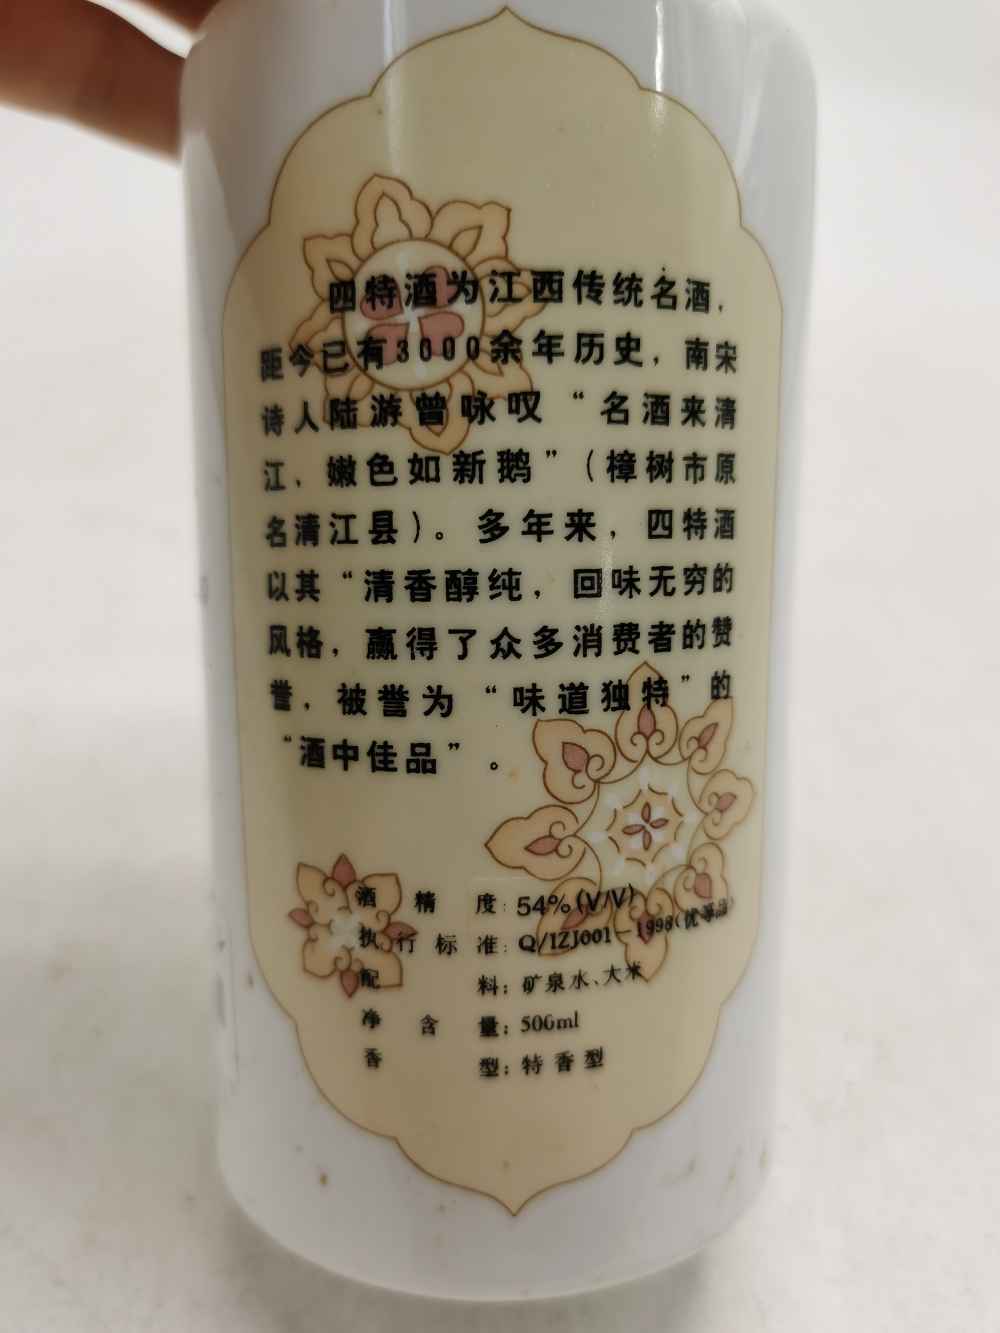 四特酒为江西传统名酒，
距今已有3000余年历史，南宋
诗人陆游曾咏叹“名酒来清
江、嫩色如新鹅”（樟树市原
名清江县）。多年来，四特酒
以其“清香醇纯，回味无穷的
风格，赢得了众多消费者的赞
誉，被誉为“味道独特”的
“酒中佳品”。
酒精度：54%(V/V)
执行标准：Q/IZJ001－1998(优等品)
配料：矿泉水、大米
净含量：500ml
香型：特香型